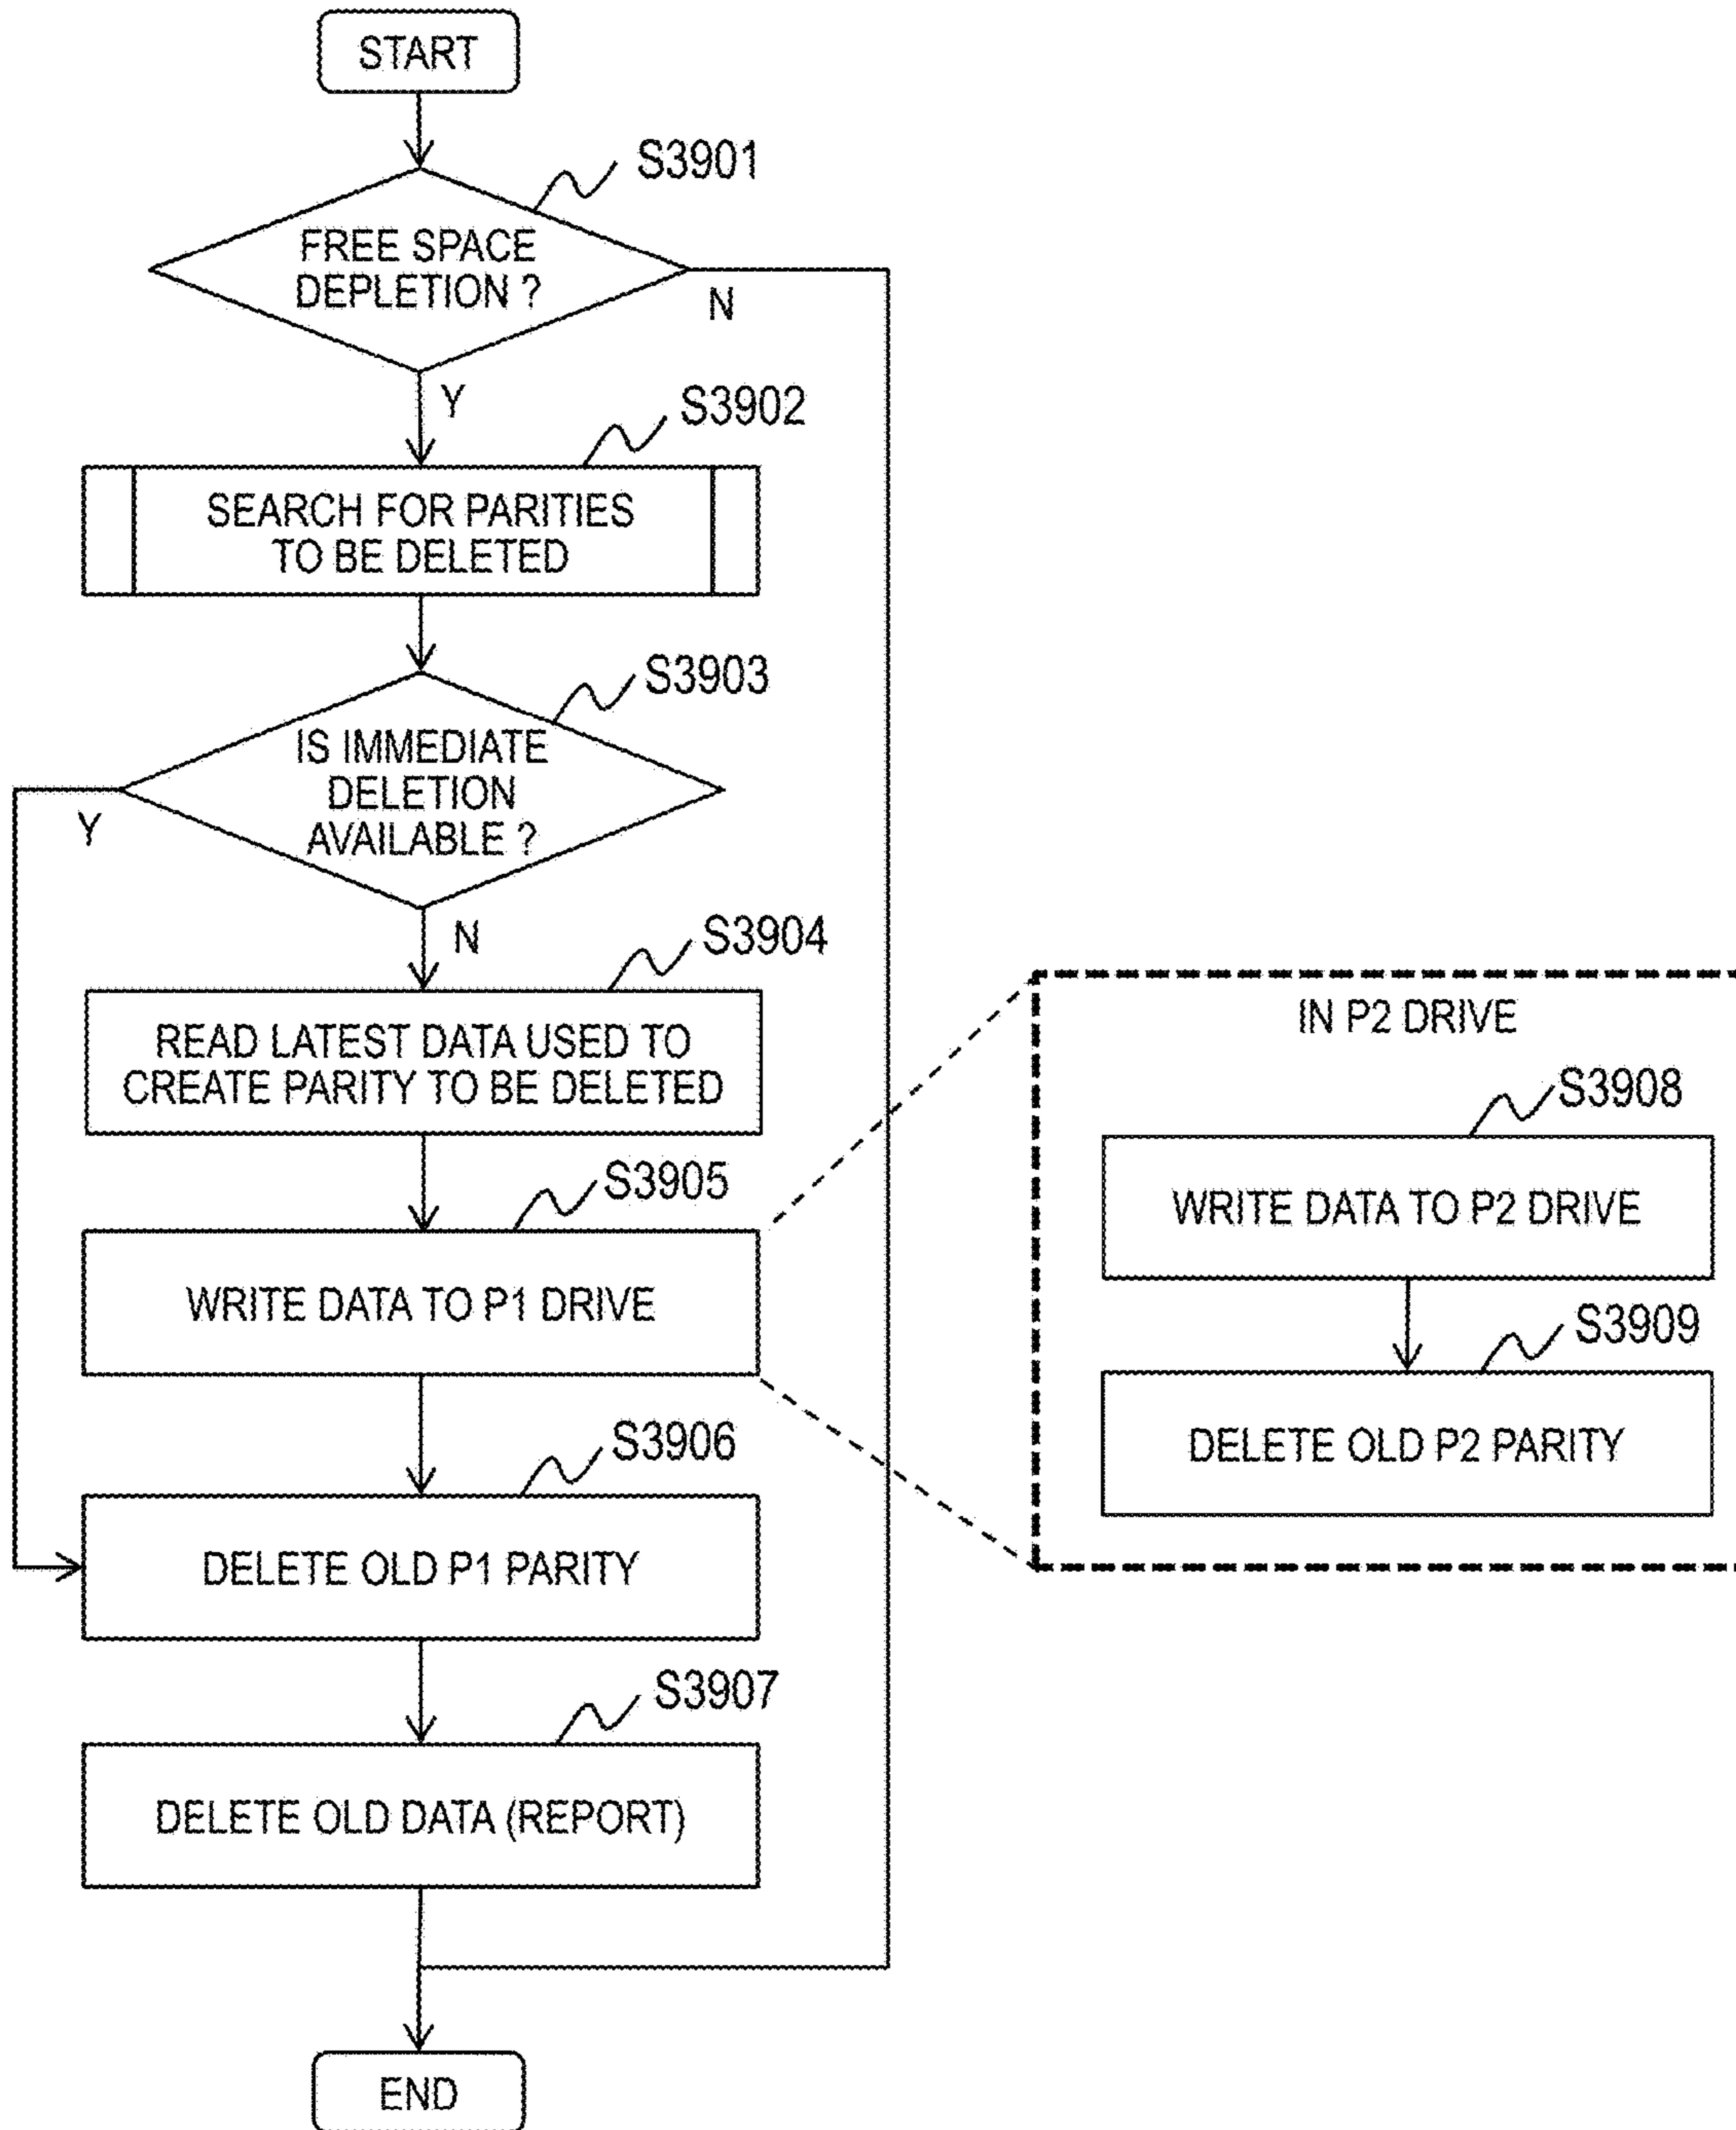 START
S3901
FREE SPACE
DEPLETION ?
N
Y
S3902
SEARCH FOR PARITIES
TO BE DELETED
S3903
IS IMMEDIATE
DELETION
AVAILABLE ?
Y
N
S3904
READ LATEST DATA USED TO
CREATE PARITY TO BE DELETED
S3905
WRITE DATA TO P1 DRIVE
IN P2 DRIVE
S3908
WRITE DATA TO P2 DRIVE
S3909
DELETE OLD P2 PARITY
S3906
DELETE OLD P1 PARITY
S3907
DELETE OLD DATA (REPORT)
END